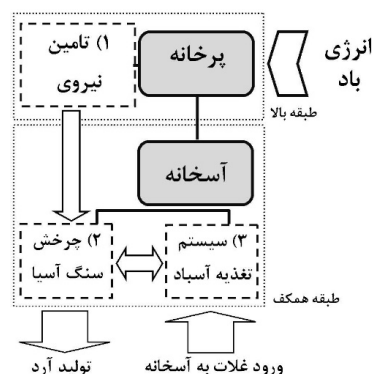 انرژی
باد
پرخانه
۱) تامین
نیروی
طبقه بالا
آسخانه
۳) سیستم
تغذیه آسباد
۲) چرخش
سنگ آسیا
طبقه همکف
ورود غلات به آسخانه
تولید آرد